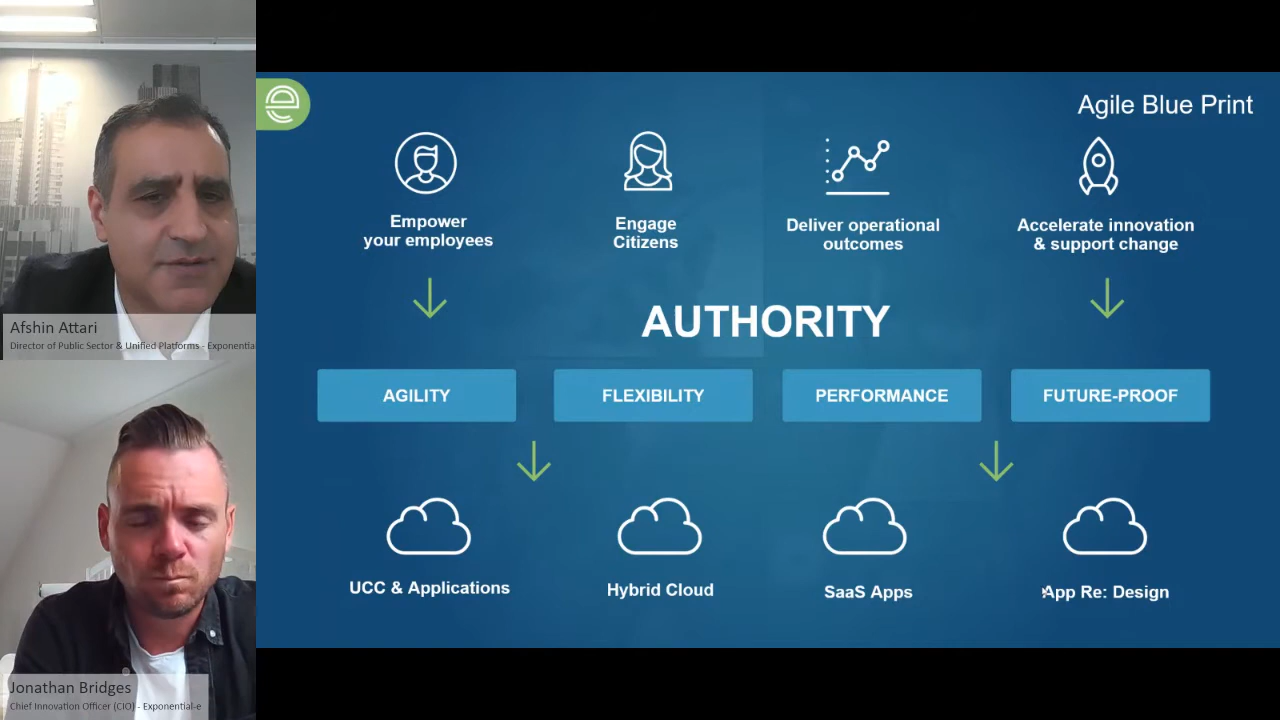 Agile Blue Print
Empower
your employees
Engage
Citizens
Deliver operational
outcomes
Accelerate innovation
& support change
AUTHORITY
AGILITY
FLEXIBILITY
PERFORMANCE
FUTURE-PROOF
UCC & Applications
Hybrid Cloud
SaaS Apps
App Re: Design
Afshin Attari
Director of Public Sector & Unified Platforms - Exponentia
Jonathan Bridges
Chief Innovation Officer (CIO) - Exponential-e